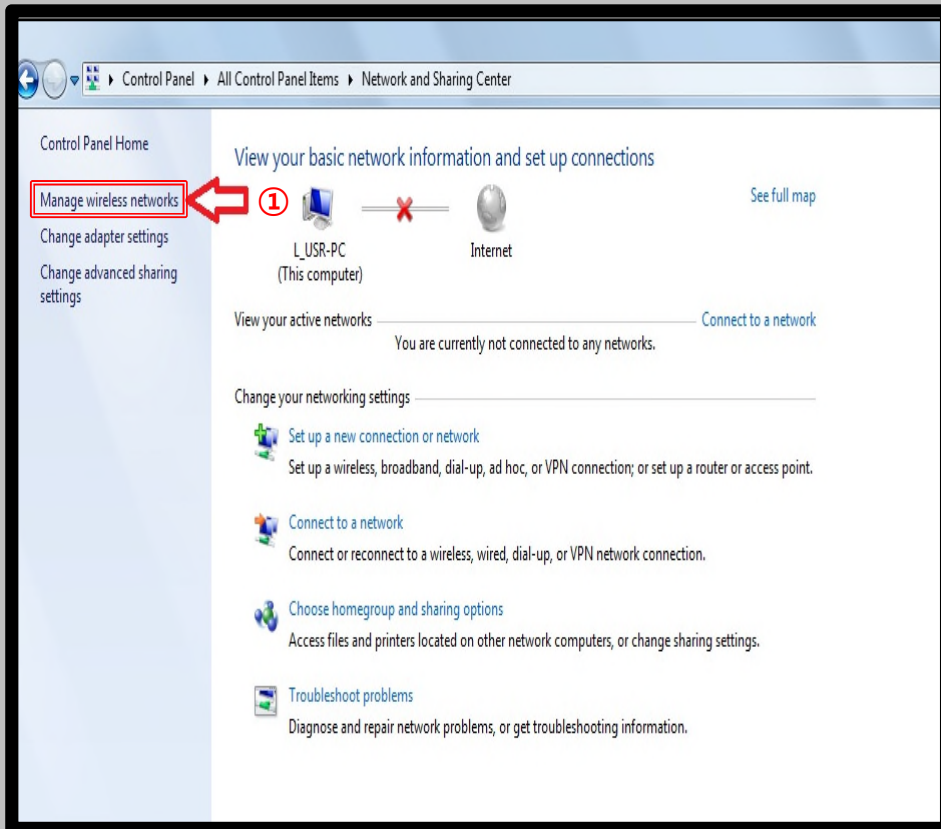 Control Panel ▸ All Control Panel Items ▸ Network and Sharing Center
Control Panel Home
Manage wireless networks
①
Change adapter settings
Change advanced sharing
settings
View your basic network information and set up connections
See full map
L_USR-PC
(This computer)
Internet
View your active networks
Connect to a network
You are currently not connected to any networks.
Change your networking settings
Set up a new connection or network
Set up a wireless, broadband, dial-up, ad hoc, or VPN connection; or set up a router or access point.
Connect to a network
Connect or reconnect to a wireless, wired, dial-up, or VPN network connection.
Choose homegroup and sharing options
Access files and printers located on other network computers, or change sharing settings.
Troubleshoot problems
Diagnose and repair network problems, or get troubleshooting information.